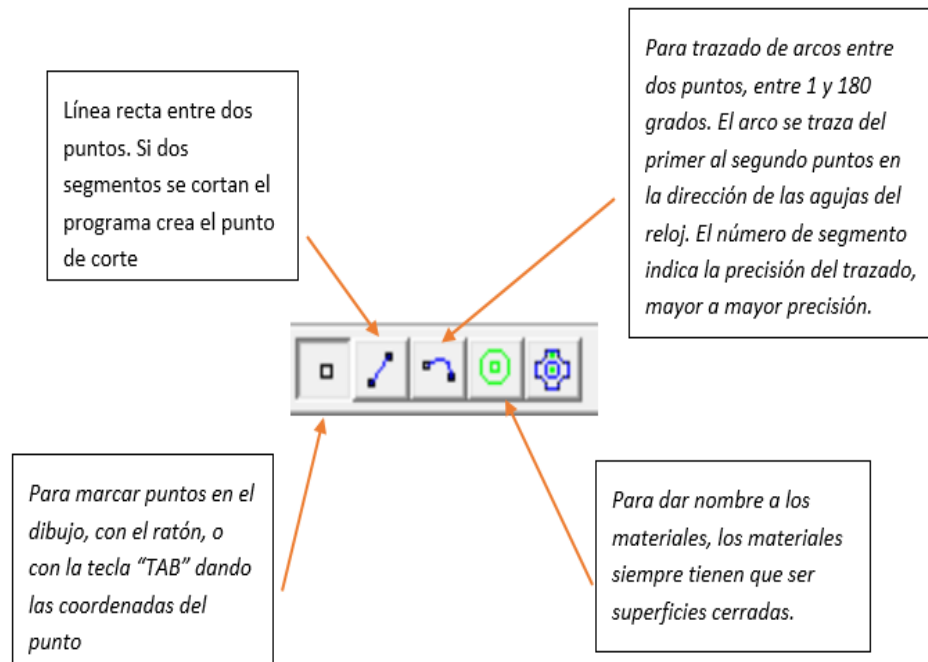 Línea recta entre dos
puntos. Si dos
segmentos se cortan el
programa crea el punto
de corte
Para trazado de arcos entre
dos puntos, entre 1 y 180
grados. El arco se traza del
primer al segundo puntos en
la dirección de las agujas del
reloj. El número de segmento
indica la precisión del trazado,
mayor a mayor precisión.
Para marcar puntos en el
dibujo, con el ratón, o
con la tecla “TAB” dando
las coordenadas del
punto
Para dar nombre a los
materiales, los materiales
siempre tienen que ser
superficies cerradas.